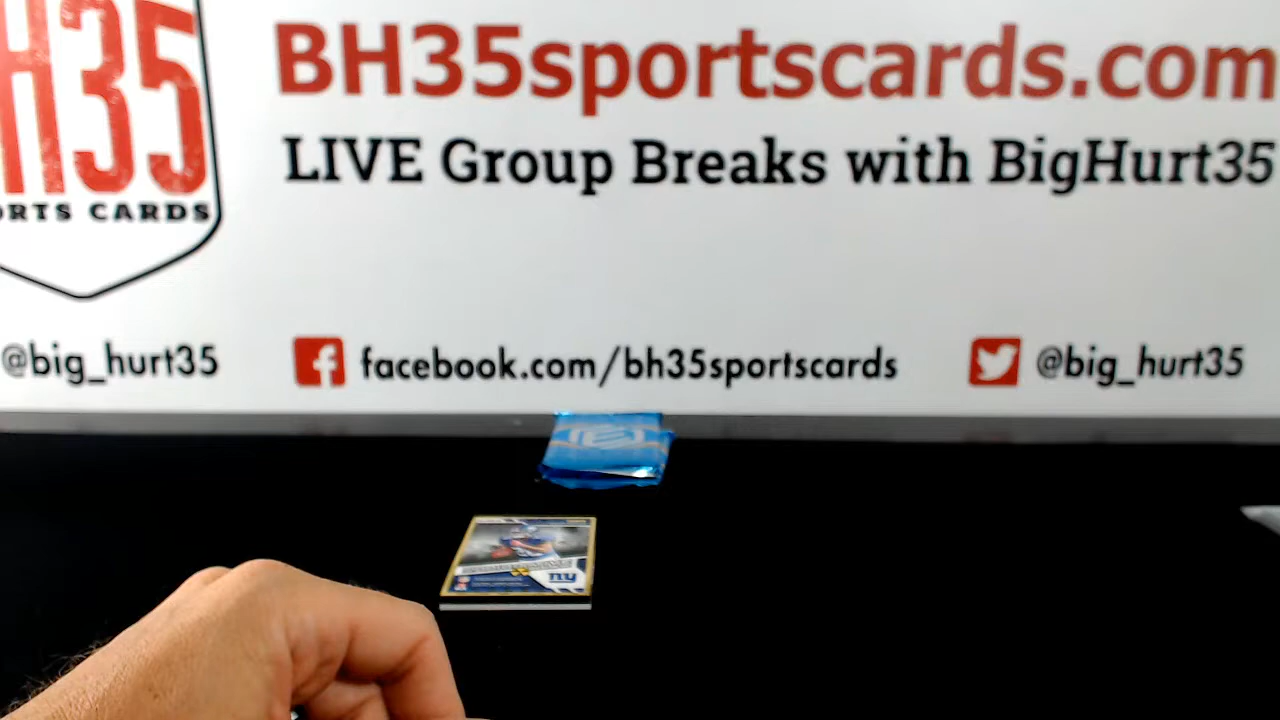 H35
ORTS CARDS
BH35sportscards.com
LIVE Group Breaks with BigHurt35
@big_hurt35
facebook.com/bh35sportscards
@big_hurt35
ny